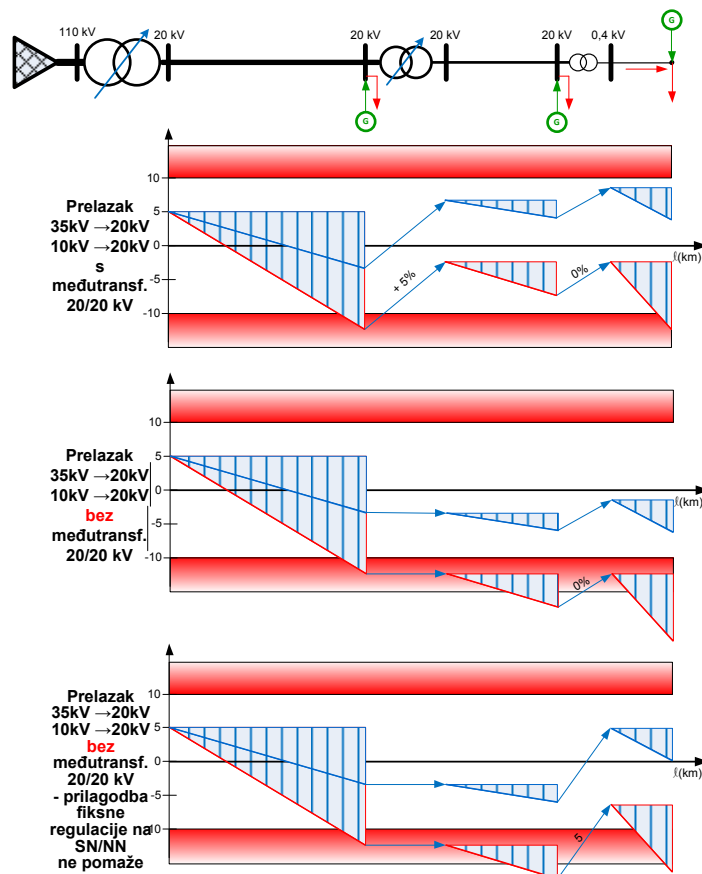 110 kV
20 kV
20 kV
20 kV
20 kV
0,4 kV
G
G
G
Prelazak
35kV →20kV
10kV →20kV
s
međutransf.
20/20 kV
10
5
0
-5
-10
+ 5%
0%
ℓ(km)
Prelazak
35kV →20kV
10kV →20kV
bez
međutransf.
20/20 kV
10
5
0
-5
-10
0%
ℓ(km)
Prelazak
35kV →20kV
10kV →20kV
bez
međutransf.
20/20 kV
- prilagodba
fiksne
regulacije na
SN/NN
ne pomaže
10
5
0
-5
-10
5
ℓ(km)